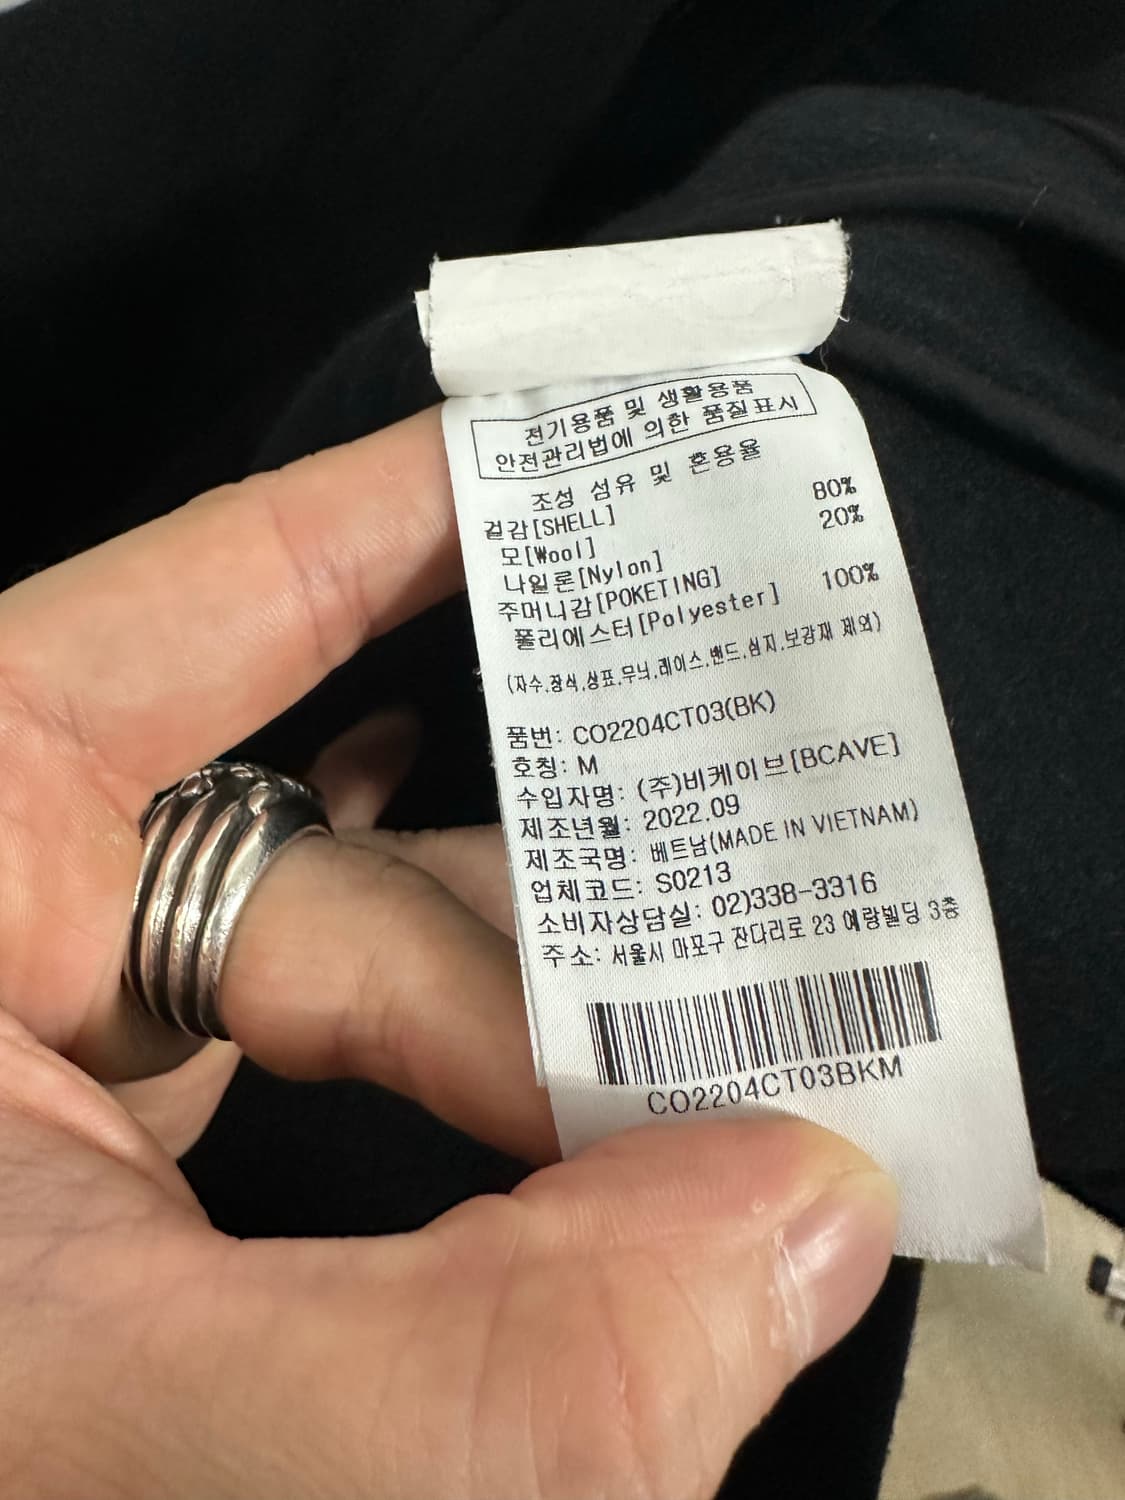 전기용품 및 생활용품
안전관리법에 의한 품질표시
조성 섬유 및 혼용율
겉감[SHELL]
모[Wool] 80%
나일론[Nylon] 20%
주머니감[POKETING]
폴리에스터[Polyester] 100%
(자수,장식,상표,무늬,레이스,밴드,심지,보강재 제외)
품번: CO2204CT03(BK)
호칭: M
수입자명: (주)비케이브[BCAVE]
제조년월: 2022.09
제조국명: 베트남(MADE IN VIETNAM)
업체코드: S0213
소비자상담실: 02)338-3316
주소: 서울시 마포구 잔다리로 23 예랑빌딩 3층
CO2204CT03BKM